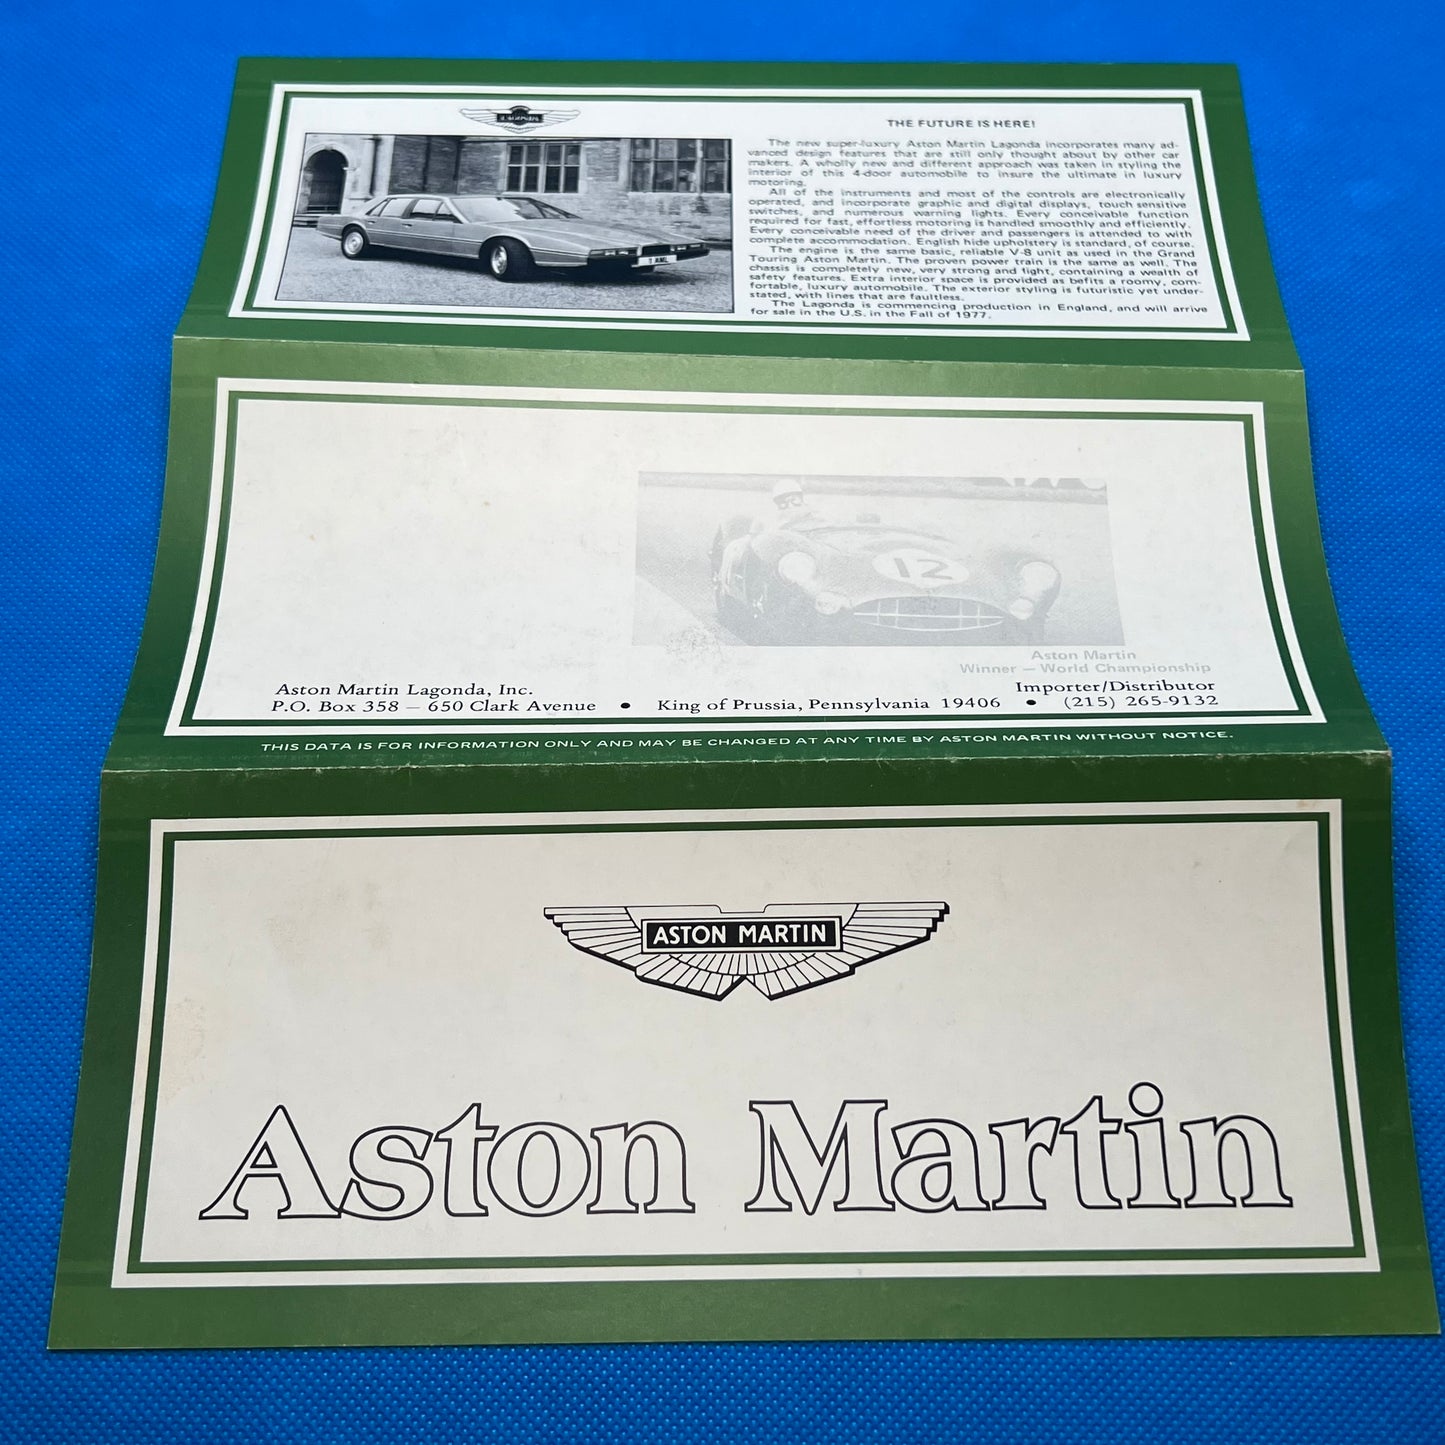 LAGONDA
THE FUTURE IS HERE!
The new super-luxury Aston Martin Lagonda incorporates many ad-
vanced design features that are still only thought about by other car
makers. A wholly new and different approach was taken in styling the
interior of this 4-door automobile to insure the ultimate in luxury
motoring.
All of the instruments and most of the controls are electronically
operated, and incorporate graphic and digital displays, touch sensitive
switches, and numerous warning lights. Every conceivable function
required for fast, effortless motoring is handled smoothly and efficiently.
Every conceivable need of the driver and passengers is attended to with
complete accommodation. English hide upholstery is standard, of course.
The engine is the same basic, reliable V-8 unit as used in the Grand
Touring Aston Martin. The proven power train is the same as well. The
chassis is completely new, very strong and light, containing a wealth of
safety features. Extra interior space is provided as befits a roomy, com-
fortable, luxury automobile. The exterior styling is futuristic yet under-
stated, with lines that are faultless.
The Lagonda is commencing production in England, and will arrive
for sale in the U.S. in the Fall of 1977.
1 AML
12
Aston Martin
Winner — World Championship
Aston Martin Lagonda, Inc. Importer/Distributor
P.O. Box 358 — 650 Clark Avenue • King of Prussia, Pennsylvania 19406 • (215) 265-9132
THIS DATA IS FOR INFORMATION ONLY AND MAY BE CHANGED AT ANY TIME BY ASTON MARTIN WITHOUT NOTICE.
ASTON MARTIN
Aston Martin